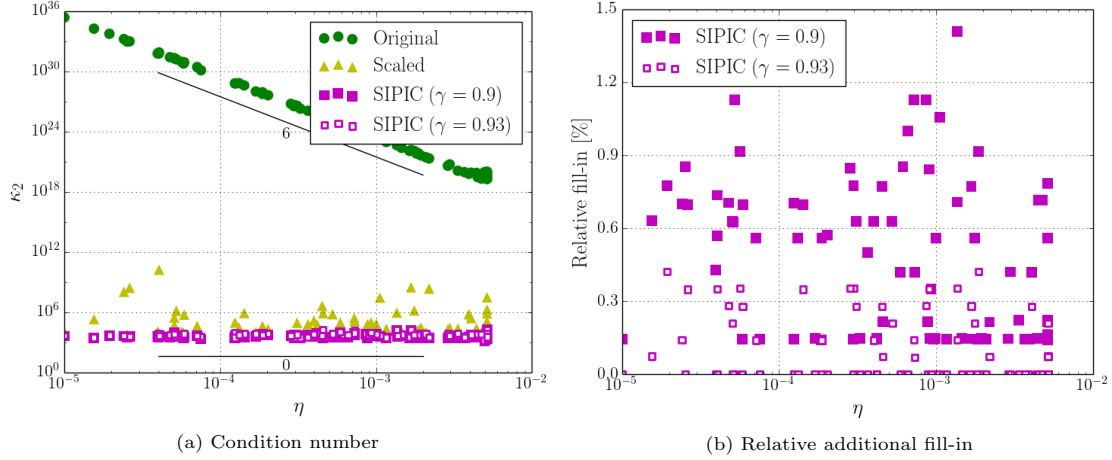 10^36
10^30
10^24
10^18
10^12
10^6
10^0
κ_2
Original
Scaled
SIPIC (γ = 0.9)
SIPIC (γ = 0.93)
6
0
10^−5
10^−4
10^−3
10^−2
η
(a) Condition number
1.5
1.2
0.9
0.6
0.3
0.0
Relative fill-in [%]
SIPIC (γ = 0.9)
SIPIC (γ = 0.93)
10^−5
10^−4
10^−3
10^−2
η
(b) Relative additional fill-in